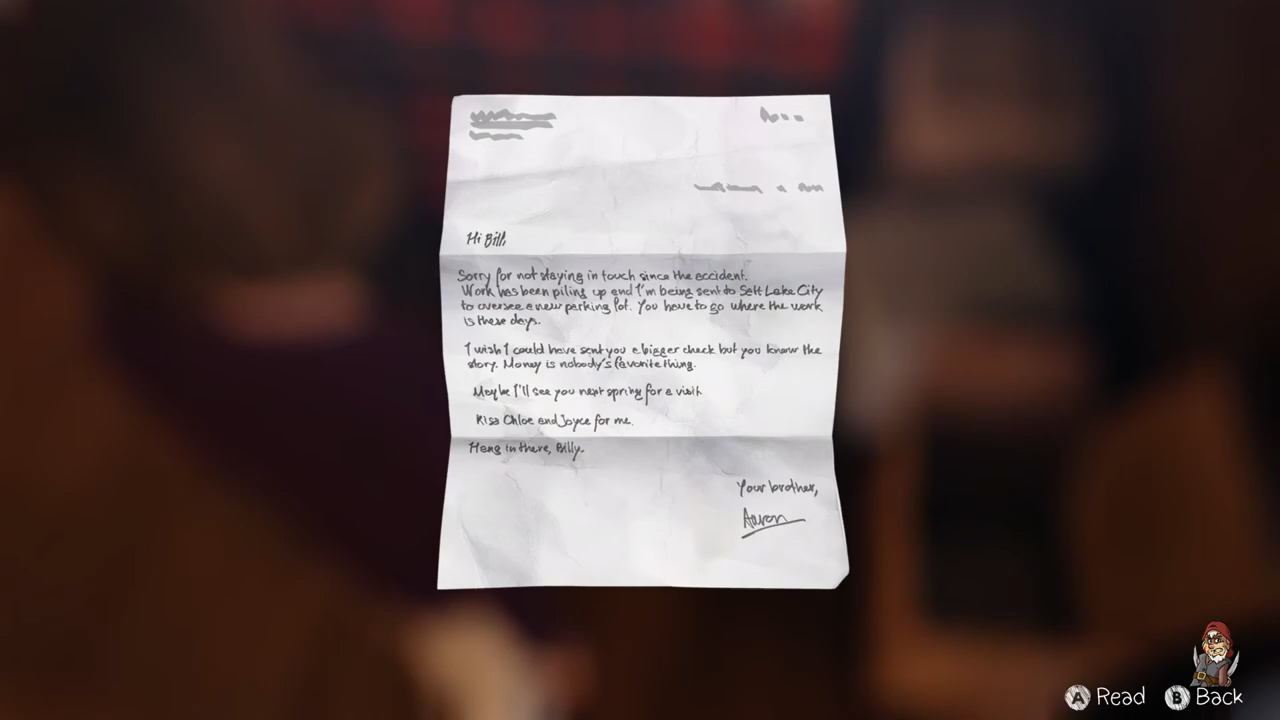 Hi Bill,
Sorry for not staying in touch since the accident.
Work has been piling up and I'm being sent to Salt Lake City
to oversee a new parking lot. You have to go where the work
is these days.
I wish I could have sent you a bigger check but you know the
story. Money is nobody's favorite thing.
Maybe I'll see you next spring for a visit.
Kiss Chloe and Joyce for me.
Hang in there, Billy.
Your brother,
Aaron
A Read B Back